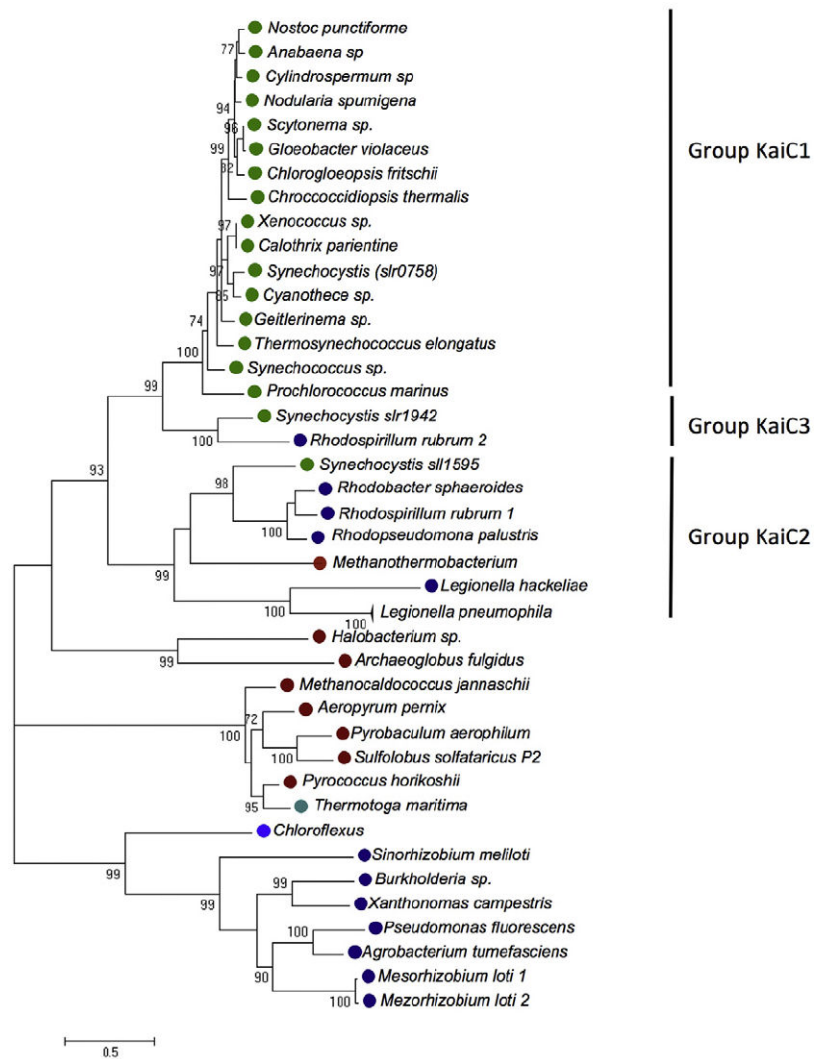 Nostoc punctiforme
77
Anabaena sp
Cylindrospermum sp
Nodularia spumigena
94
Scytonema sp.
96
Gloeobacter violaceus
99
Group KaiC1
82
Chlorogloeopsis fritschii
Chroccoccidiopsis thermalis
Xenococcus sp.
97
Calothrix parientine
Synechocystis (slr0758)
97
Cyanothece sp.
85
Geitlerinema sp.
74
Thermosynechococcus elongatus
100
Synechococcus sp.
99
Prochlorococcus marinus
Synechocystis slr1942
Group KaiC3
100
Rhodospirillum rubrum 2
Synechocystis sll1595
93
98
Rhodobacter sphaeroides
Rhodospirillum rubrum 1
100
Rhodopseudomona palustris
Group KaiC2
Methanothermobacterium
99
Legionella hackeliae
100
Legionella pneumophila
100
Halobacterium sp.
99
Archaeoglobus fulgidus
Methanocaldococcus jannaschii
Aeropyrum pernix
72
100
Pyrobaculum aerophilum
100
Sulfolobus solfataricus P2
Pyrococcus horikoshii
95
Thermotoga maritima
Chloroflexus
99
Sinorhizobium meliloti
99
Burkholderia sp.
99
Xanthonomas campestris
Pseudomonas fluorescens
100
Agrobacterium tumefasciens
90
Mesorhizobium loti 1
100
Mezorhizobium loti 2
0.5